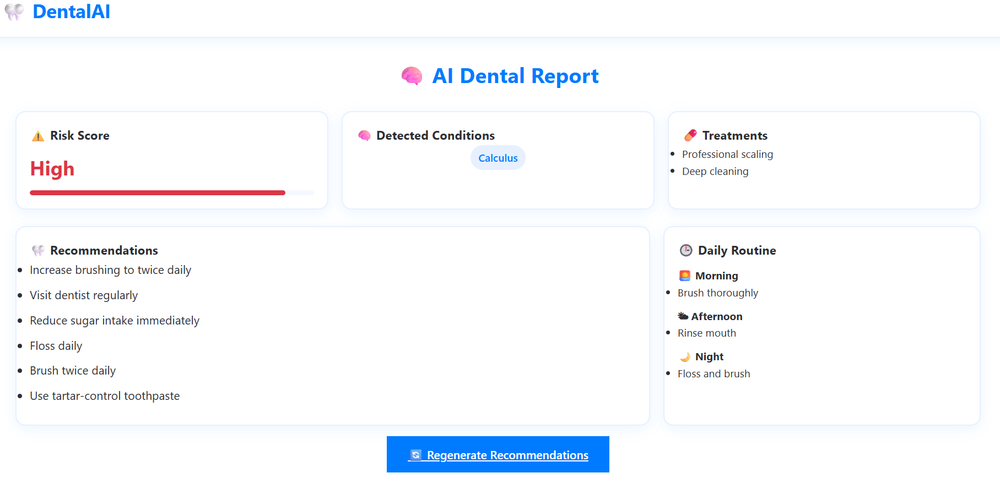 DentalAI
AI Dental Report
Risk Score
High
Detected Conditions
Calculus
Treatments
Professional scaling
Deep cleaning
Recommendations
Increase brushing to twice daily
Visit dentist regularly
Reduce sugar intake immediately
Floss daily
Brush twice daily
Use tartar-control toothpaste
Daily Routine
Morning
Brush thoroughly
Afternoon
Rinse mouth
Night
Floss and brush
Regenerate Recommendations